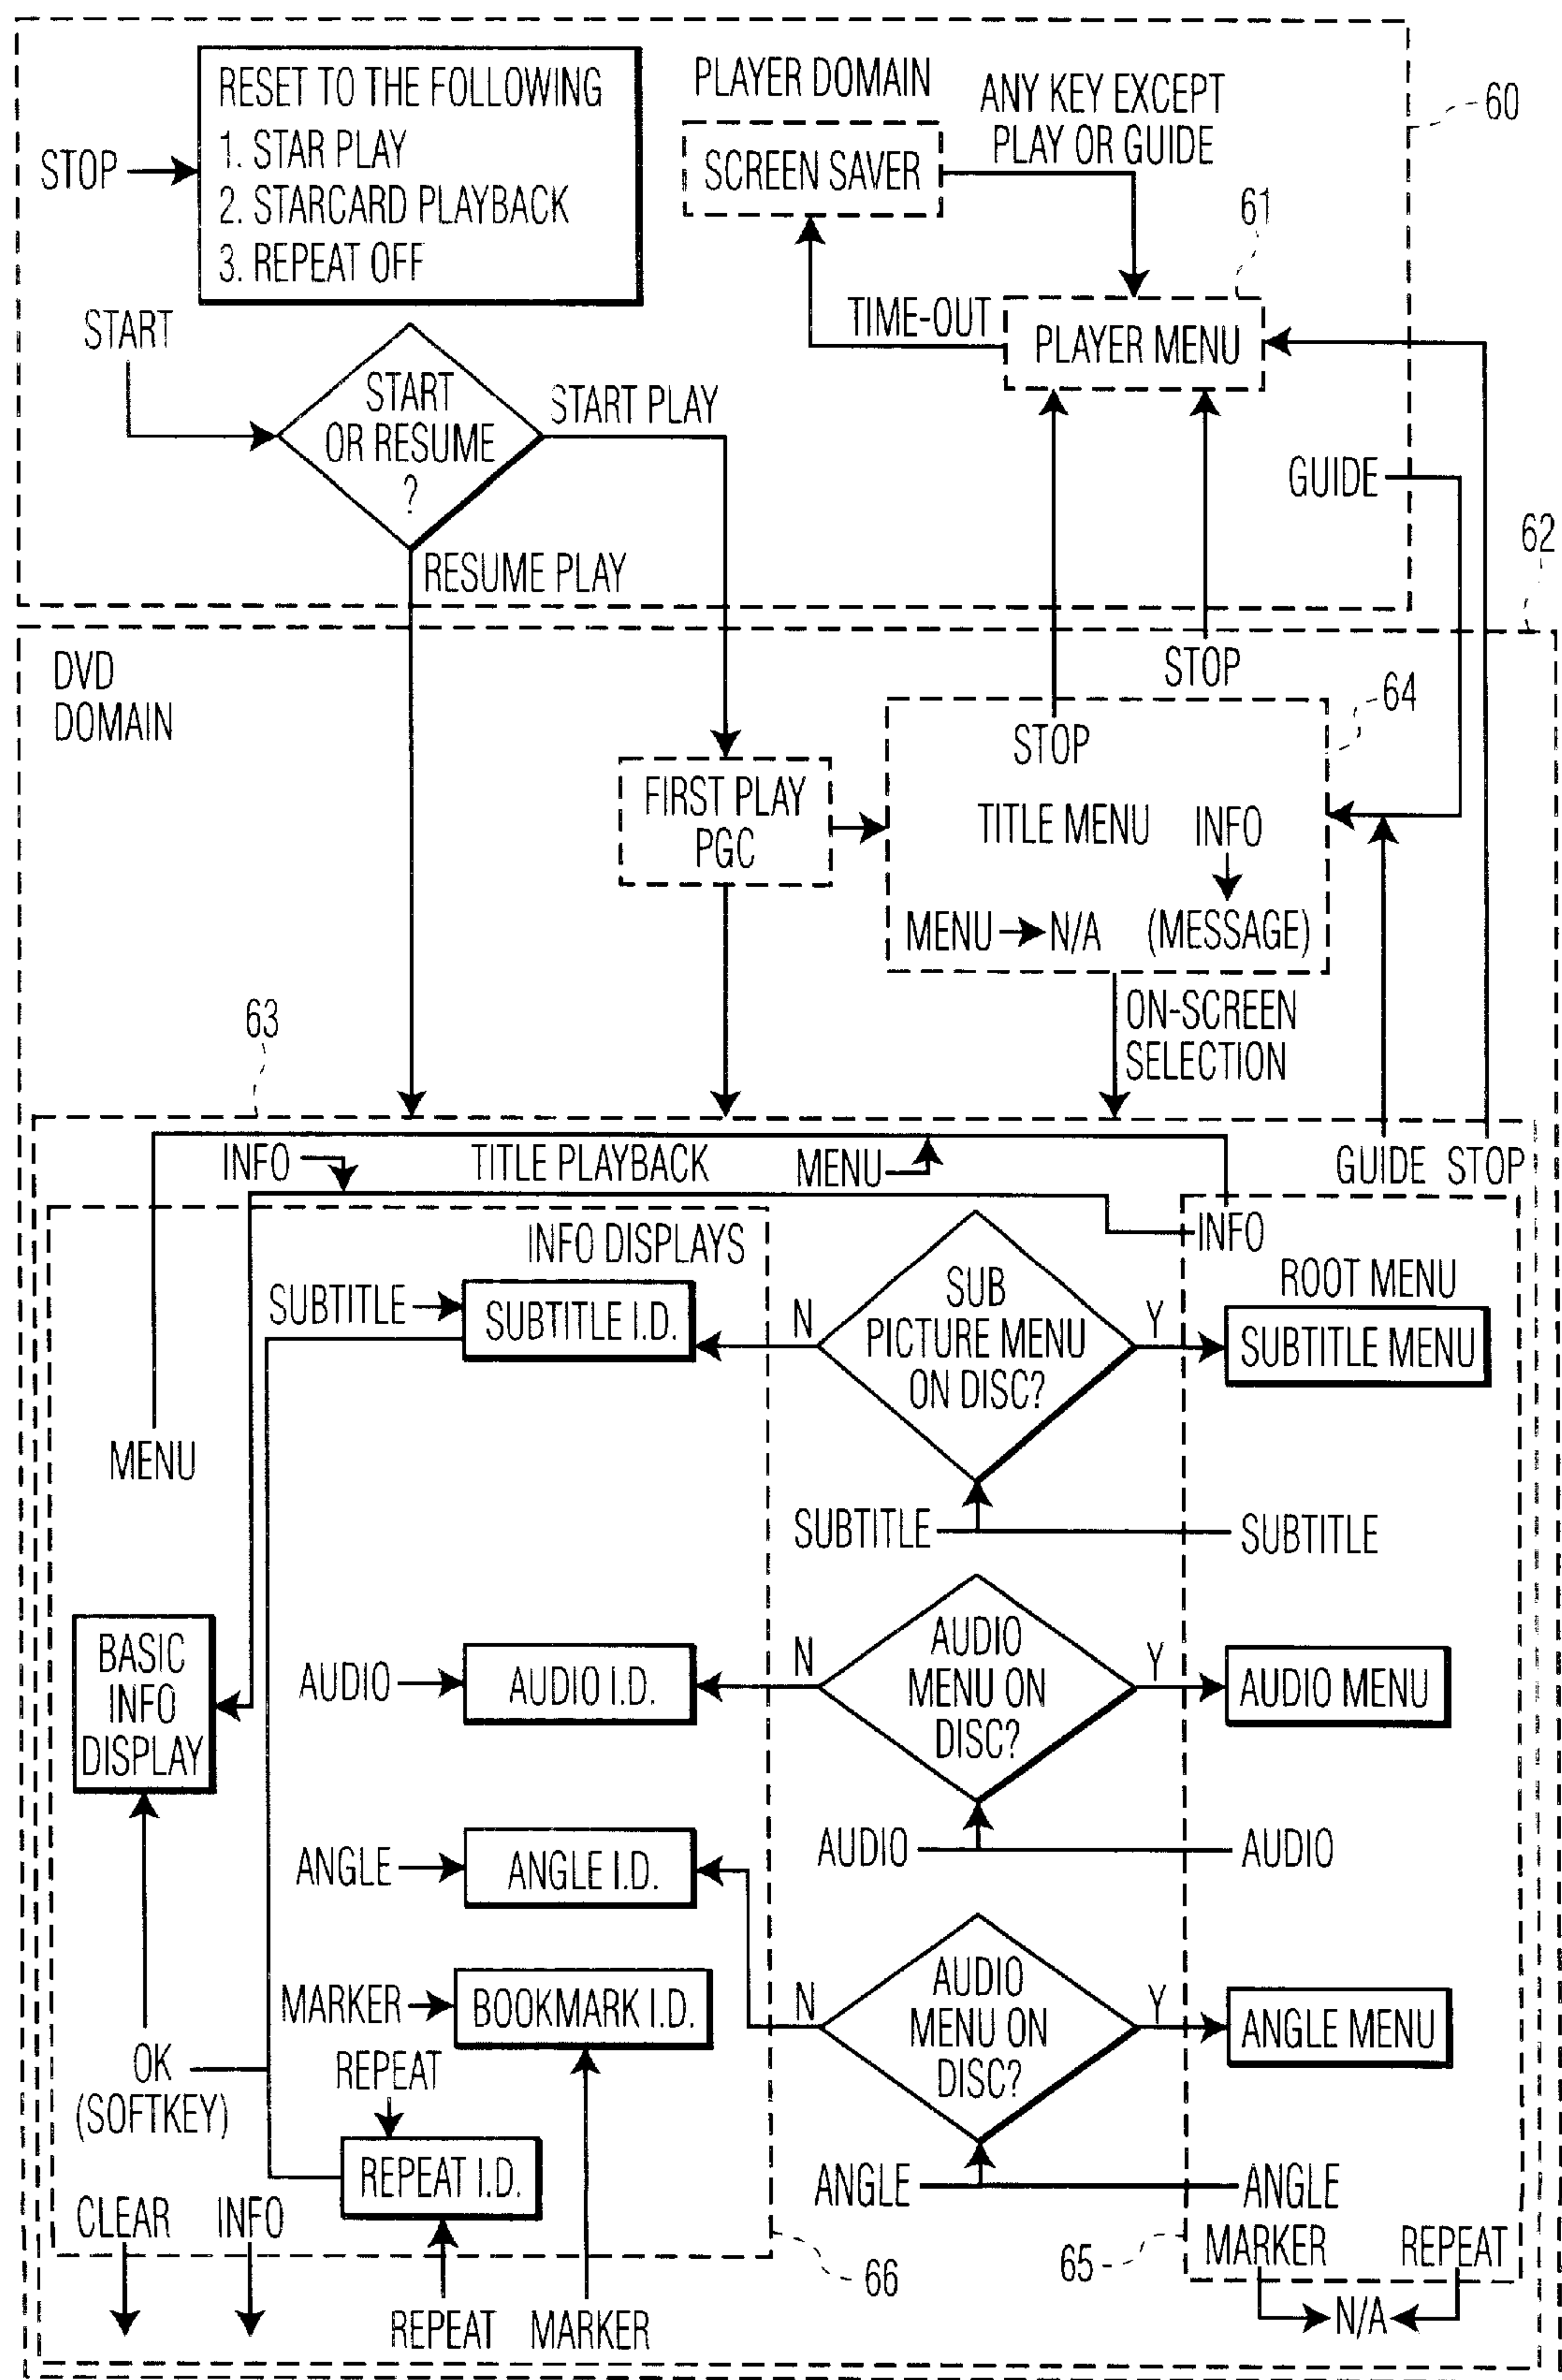 RESET TO THE FOLLOWING
1. STAR PLAY
2. STARCARD PLAYBACK
3. REPEAT OFF
STOP
PLAYER DOMAIN
SCREEN SAVER
ANY KEY EXCEPT
PLAY OR GUIDE
60
61
TIME-OUT
PLAYER MENU
START
START
OR RESUME
?
START PLAY
RESUME PLAY
GUIDE
62
DVD
DOMAIN
STOP
64
STOP
FIRST PLAY
PGC
TITLE MENU
INFO
MENU
N/A
(MESSAGE)
ON-SCREEN
SELECTION
63
INFO
TITLE PLAYBACK
MENU
GUIDE
STOP
INFO DISPLAYS
INFO
ROOT MENU
SUBTITLE
SUBTITLE I.D.
N
SUB
PICTURE MENU
ON DISC?
Y
SUBTITLE MENU
MENU
SUBTITLE
SUBTITLE
BASIC
INFO
DISPLAY
AUDIO
AUDIO I.D.
N
AUDIO
MENU ON
DISC?
Y
AUDIO MENU
AUDIO
AUDIO
ANGLE
ANGLE I.D.
MARKER
BOOKMARK I.D.
N
AUDIO
MENU ON
DISC?
Y
ANGLE MENU
OK
(SOFTKEY)
REPEAT
REPEAT I.D.
ANGLE
ANGLE
CLEAR
INFO
66
65
MARKER
REPEAT
REPEAT
MARKER
N/A